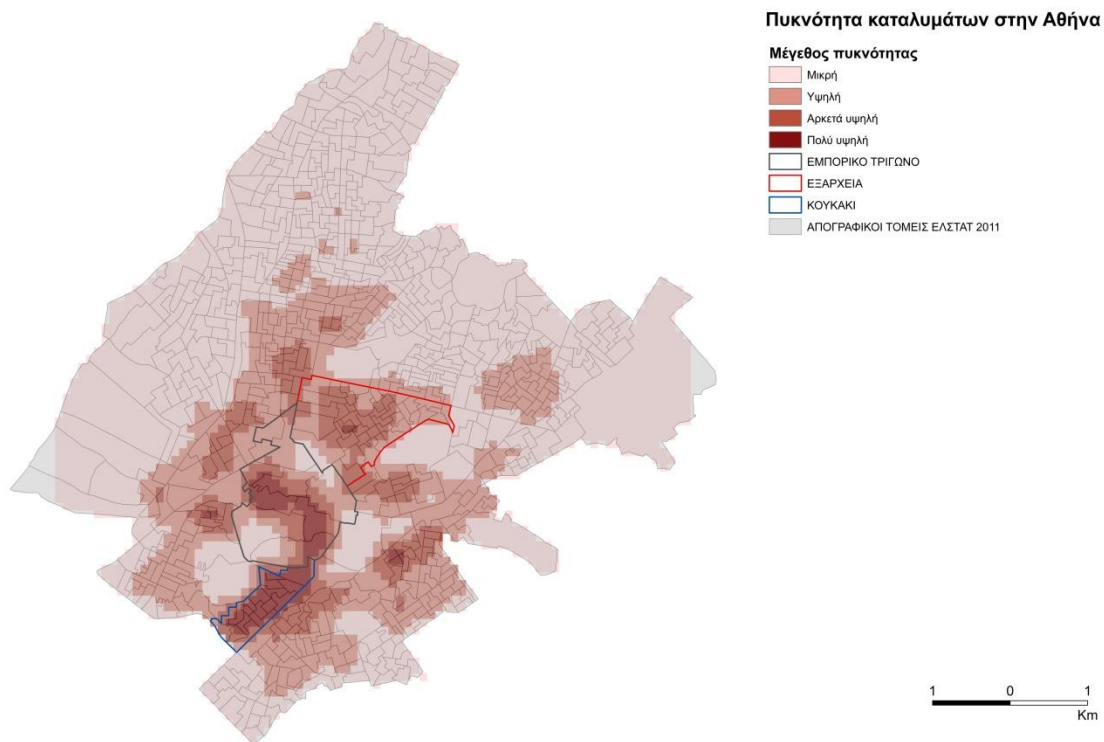 Πυκνότητα καταλυμάτων στην Αθήνα
Μέγεθος πυκνότητας
Μικρή
Υψηλή
Αρκετά υψηλή
Πολύ υψηλή
ΕΜΠΟΡΙΚΟ ΤΡΙΓΩΝΟ
ΕΞΑΡΧΕΙΑ
ΚΟΥΚΑΚΙ
ΑΠΟΓΡΑΦΙΚΟΙ ΤΟΜΕΙΣ ΕΛΣΤΑΤ 2011
1 0 1
Km